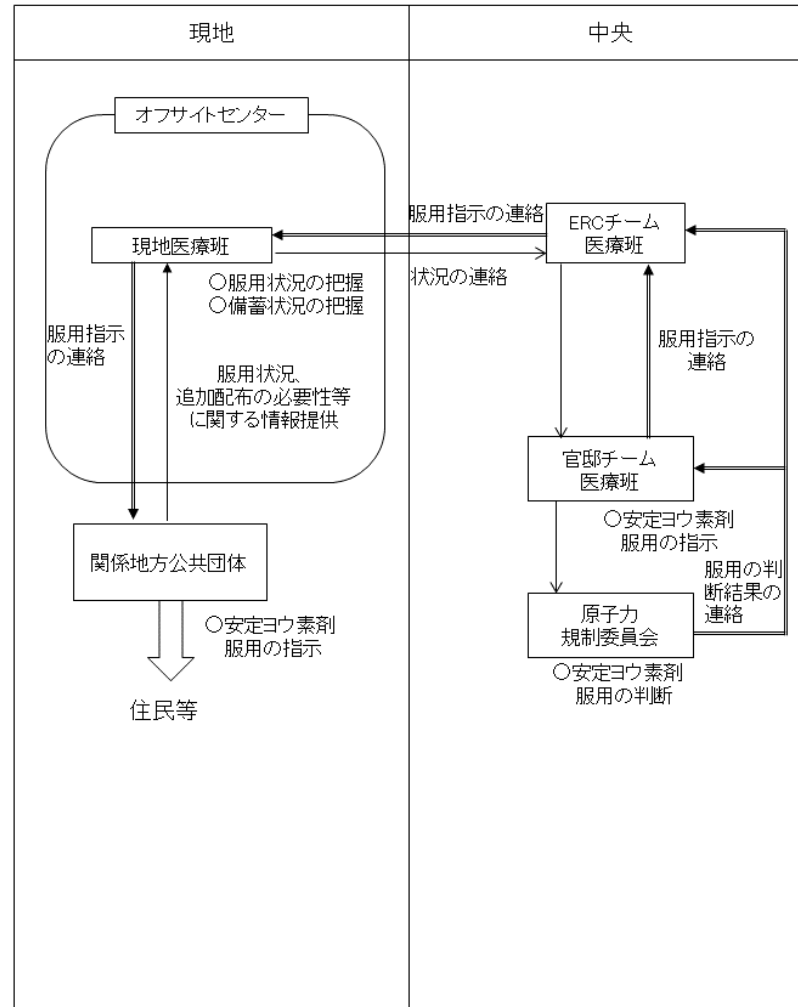 現地
中央
オフサイトセンター
現地医療班
服用指示の連絡
ERCチーム
医療班
○服用状況の把握
○備蓄状況の把握
状況の連絡
服用指示
の連絡
服用状況、
追加配布の必要性等
に関する情報提供
服用指示の
連絡
官邸チーム
医療班
○安定ヨウ素剤
服用の指示
関係地方公共団体
○安定ヨウ素剤
服用の指示
住民等
服用の判
断結果の
連絡
原子力
規制委員会
○安定ヨウ素剤
服用の判断